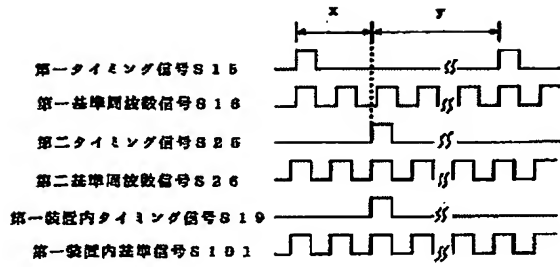 x y
第一タイミング信号S15
第一基準周波数信号S16
第二タイミング信号S25
第二基準周波数信号S26
第一装置内タイミング信号S19
第一装置内基準信号S101